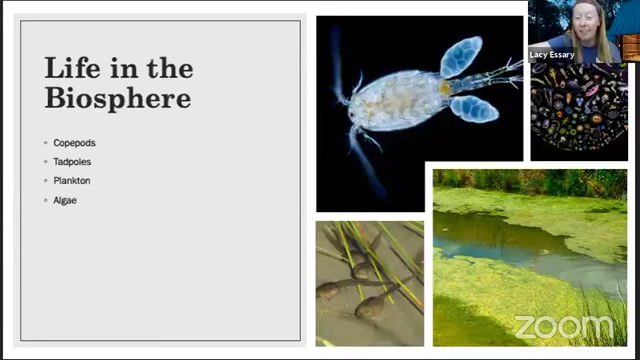 Life in the
Biosphere
Copepods
Tadpoles
Plankton
Algae
Lacy Essary
zoom